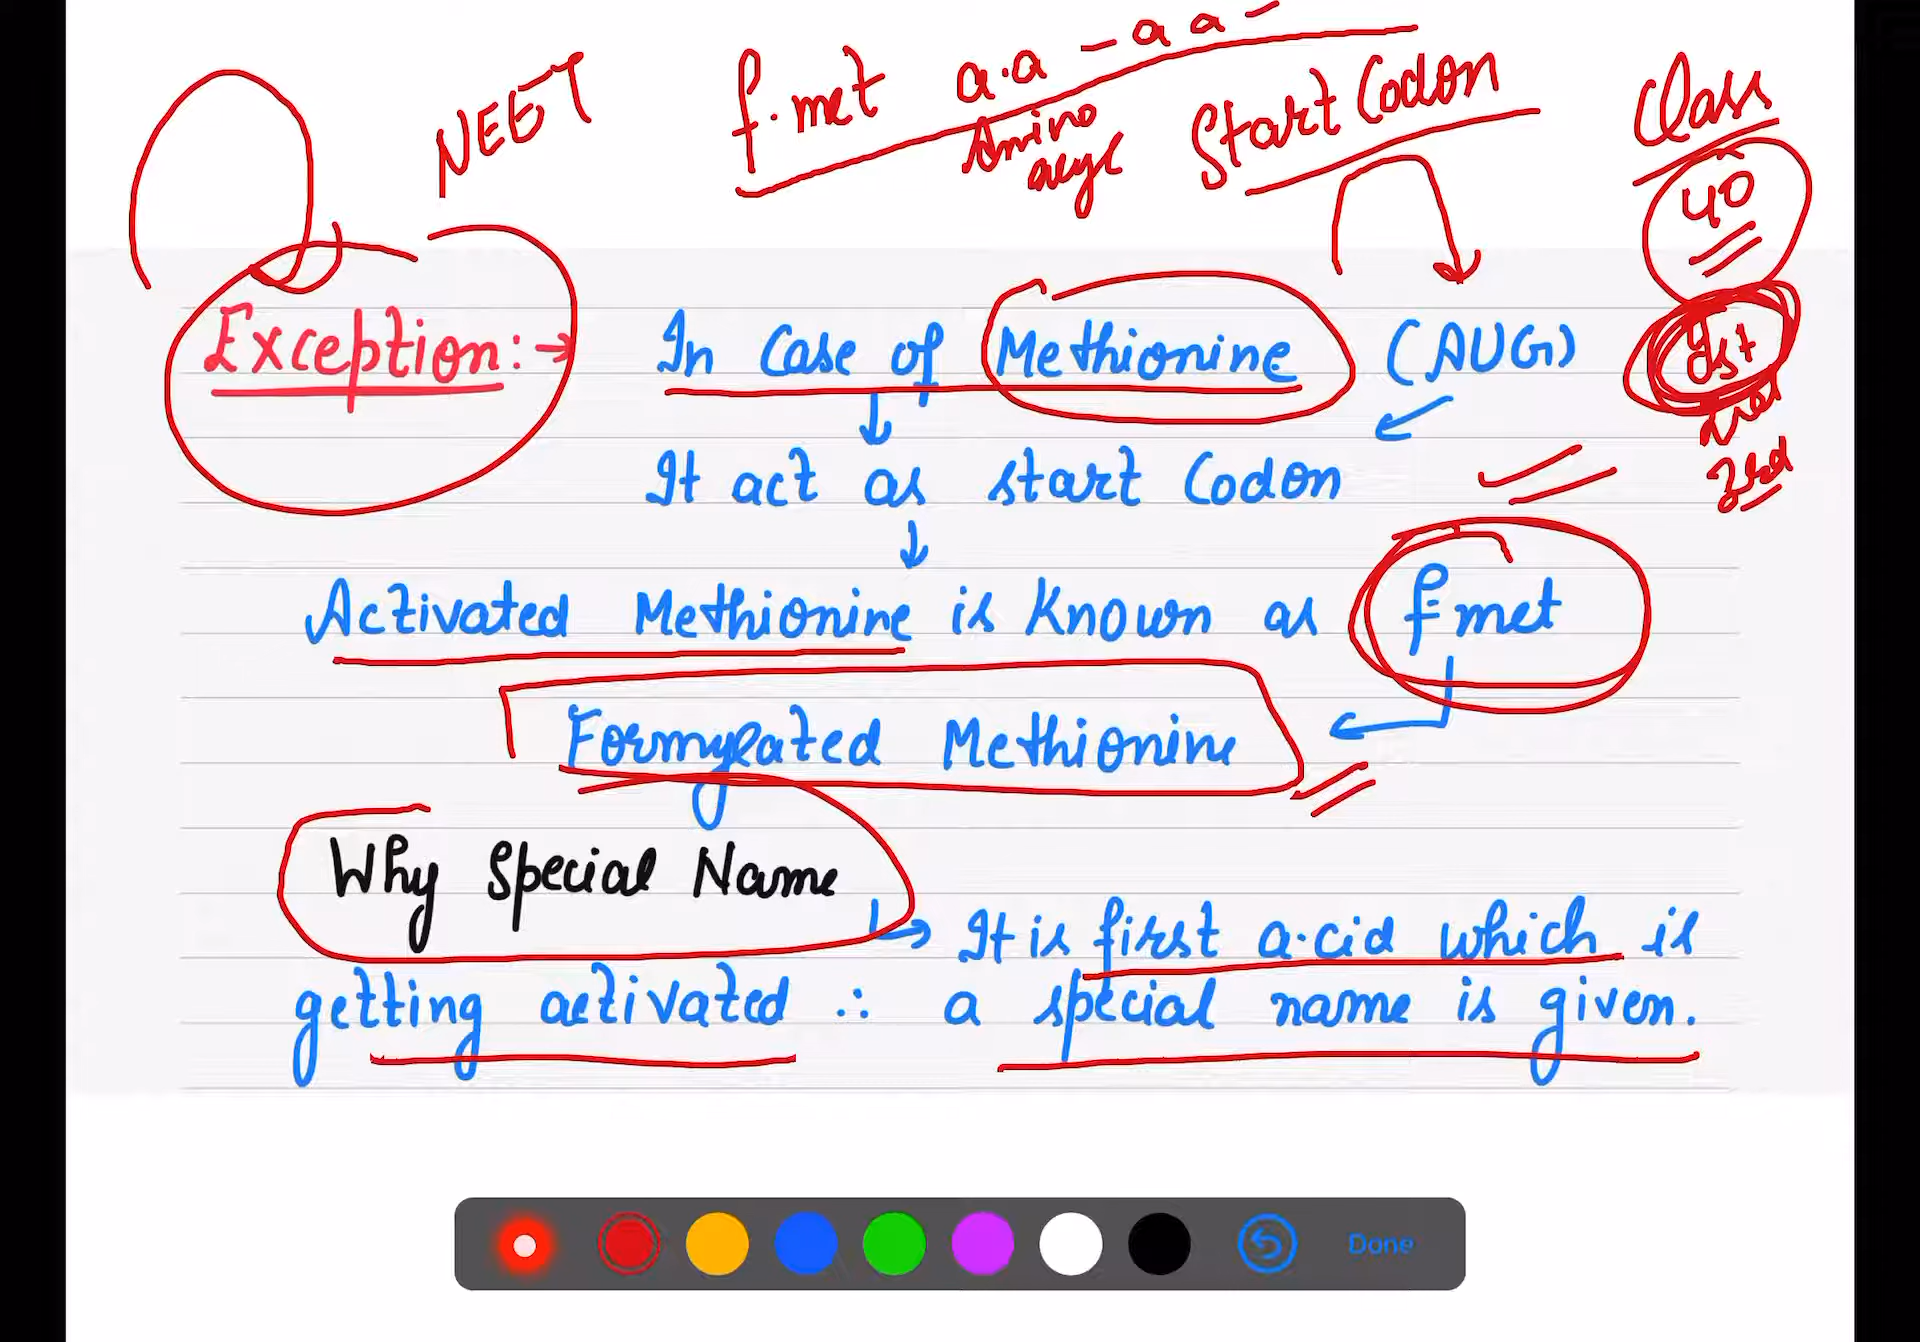 a.a - a a -
NEET f.met Start Codon Class
Amino
acyl
40
Exception:→ In Case of Methionine (AUG) 1st
2nd
It act as start Codon 3rd
Activated Methionine is Known as f-met
Formylated Methionine
Why Special Name
It is first a.cid which is
getting activated ∴ a special name is given.
Done